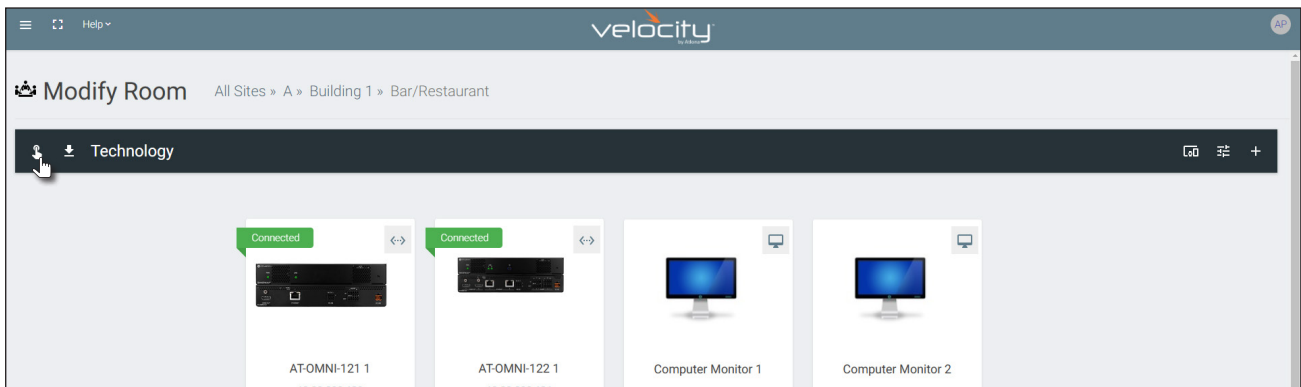 Help
velocity
by Atlona
AP
Modify Room All Sites » A » Building 1 » Bar/Restaurant
Technology
Connected Connected
AT-OMNI-121 1 AT-OMNI-122 1 Computer Monitor 1 Computer Monitor 2